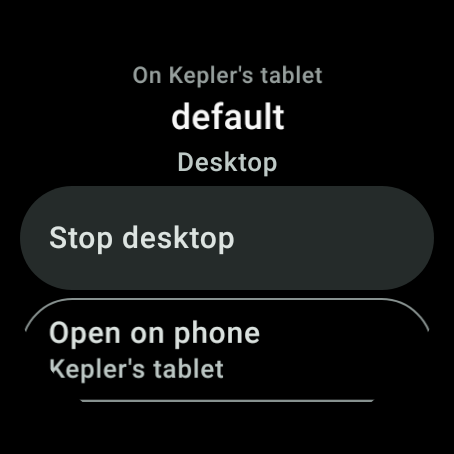 On Kepler's tablet
default
Desktop
Stop desktop
Open on phone
Kepler's tablet